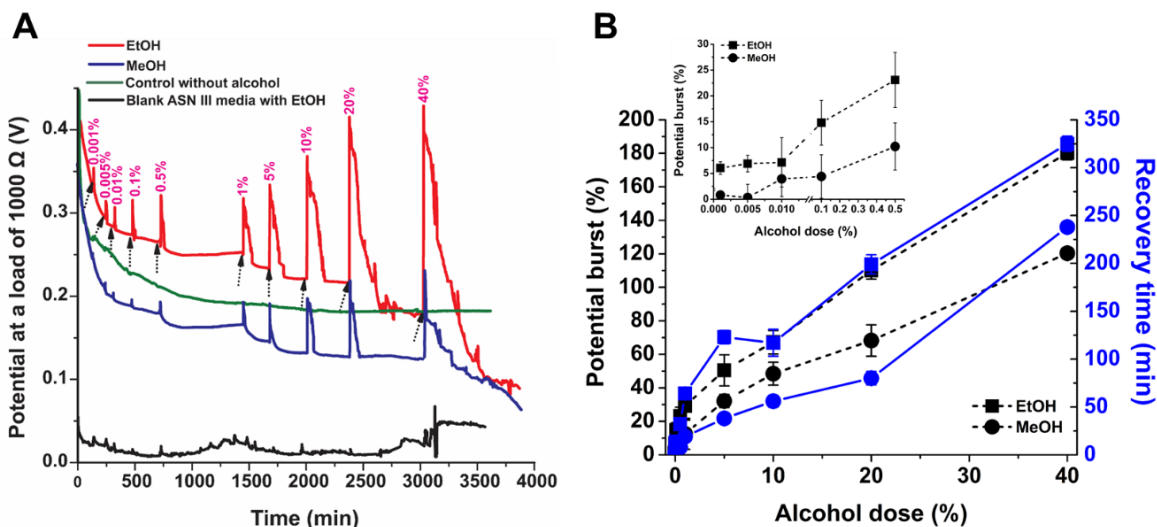 A
EtOH
MeOH
Control without alcohol
Blank ASN III media with EtOH
0.001%
0.005%
0.01%
0.1%
0.5%
1%
5%
10%
20%
40%
Potential at a load of 1000 Ω (V)
0.4
0.3
0.2
0.1
0.0
0 500 1000 1500 2000 2500 3000 3500 4000
Time (min)
B
Potential burst (%)
30
25
20
15
10
5
0
EtOH
MeOH
0.000 0.005 0.010 0.1 0.2 0.3 0.4 0.5
Alcohol dose (%)
Potential burst (%)
200
180
160
140
120
100
80
60
40
20
0
350
300
250
200
150
100
50
0
Recovery time (min)
EtOH
MeOH
0 10 20 30 40
Alcohol dose (%)